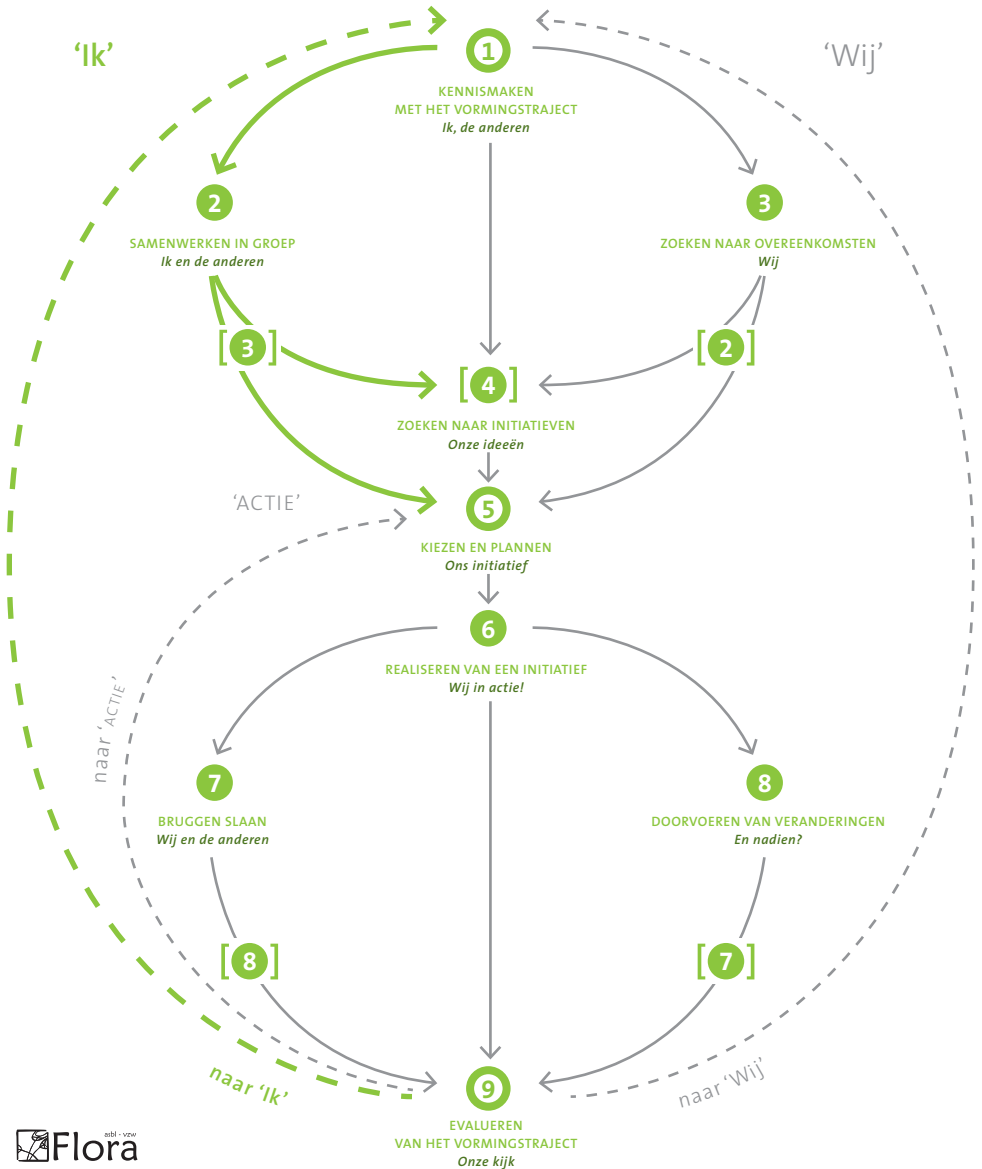 ‘Ik’
‘Wij’
1
KENNISMAKEN
MET HET VORMINGSTRAJECT
Ik, de anderen
2
SAMENWERKEN IN GROEP
Ik en de anderen
3
ZOEKEN NAAR OVEREENKOMSTEN
Wij
[3]
[2]
[4]
ZOEKEN NAAR INITIATIEVEN
Onze ideeën
‘ACTIE’
5
KIEZEN EN PLANNEN
Ons initiatief
6
REALISEREN VAN EEN INITIATIEF
Wij in actie!
naar ‘ACTIE’
7
BRUGGEN SLAAN
Wij en de anderen
8
DOORVOEREN VAN VERANDERINGEN
En nadien?
[8]
[7]
naar ‘Ik’
naar ‘Wij’
9
EVALUEREN
VAN HET VORMINGSTRAJECT
Onze kijk
asbl - vzw
Flora